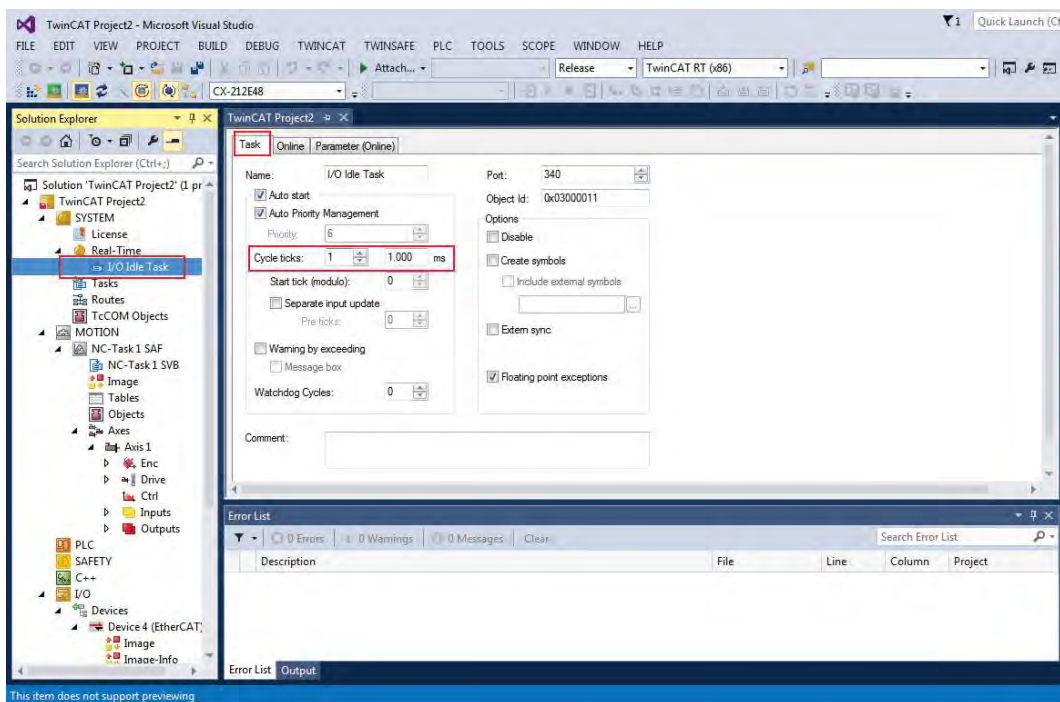 TwinCAT Project2 - Microsoft Visual Studio
1 Quick Launch (Ct
FILE EDIT VIEW PROJECT BUILD DEBUG TWINCAT TWINSAFE PLC TOOLS SCOPE WINDOW HELP
Attach... Release TwinCAT RT (x86)
CX-212E48
Solution Explorer
Search Solution Explorer (Ctrl+;)
Solution 'TwinCAT Project2' (1 pr
TwinCAT Project2
SYSTEM
License
Real-Time
I/O Idle Task
Tasks
Routes
TcCOM Objects
MOTION
NC-Task 1 SAF
NC-Task 1 SVB
Image
Tables
Objects
Axes
Axis 1
Enc
Drive
Ctrl
Inputs
Outputs
PLC
SAFETY
C++
I/O
Devices
Device 4 (EtherCAT)
Image
Image-Info
TwinCAT Project2
Task Online Parameter (Online)
Name: I/O Idle Task
Auto start
Auto Priority Management
Priority: 6
Cycle ticks: 1 1.000 ms
Start tick (modulo): 0
Separate input update
Pre ticks: 0
Warning by exceeding
Message box
Watchdog Cycles: 0
Port: 340
Object Id: 0x03000011
Options
Disable
Create symbols
Include external symbols
...
Extern sync
Floating point exceptions
Comment:
Error List
0 Errors 0 Warnings 0 Messages Clear
Search Error List
Description File Line Column Project
Error List Output
This item does not support previewing